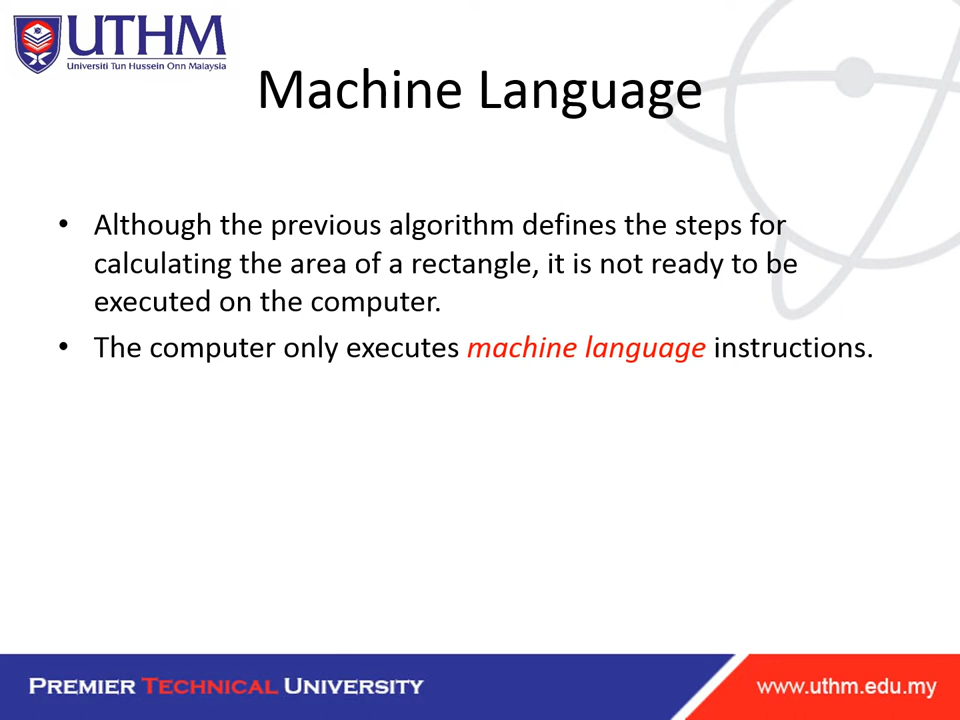 UTHM
Universiti Tun Hussein Onn Malaysia
Machine Language
• Although the previous algorithm defines the steps for
calculating the area of a rectangle, it is not ready to be
executed on the computer.
• The computer only executes machine language instructions.
PREMIER TECHNICAL UNIVERSITY
www.uthm.edu.my